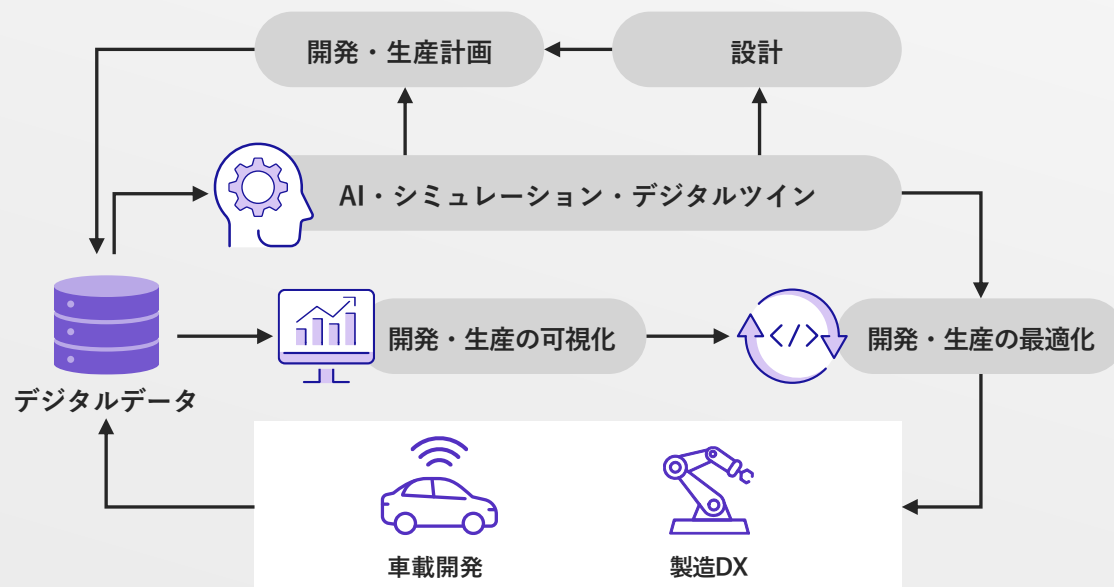 開発・生産計画
設計
AI・シミュレーション・デジタルツイン
開発・生産の可視化
</>
開発・生産の最適化
デジタルデータ
車載開発
製造DX